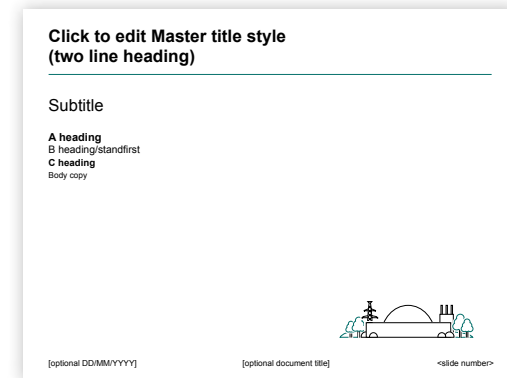 Click to edit Master title style
(two line heading)
Subtitle
A heading
B heading/standfirst
C heading
Body copy
[optional DD/MM/YYYY]
[optional document title]
<slide number>